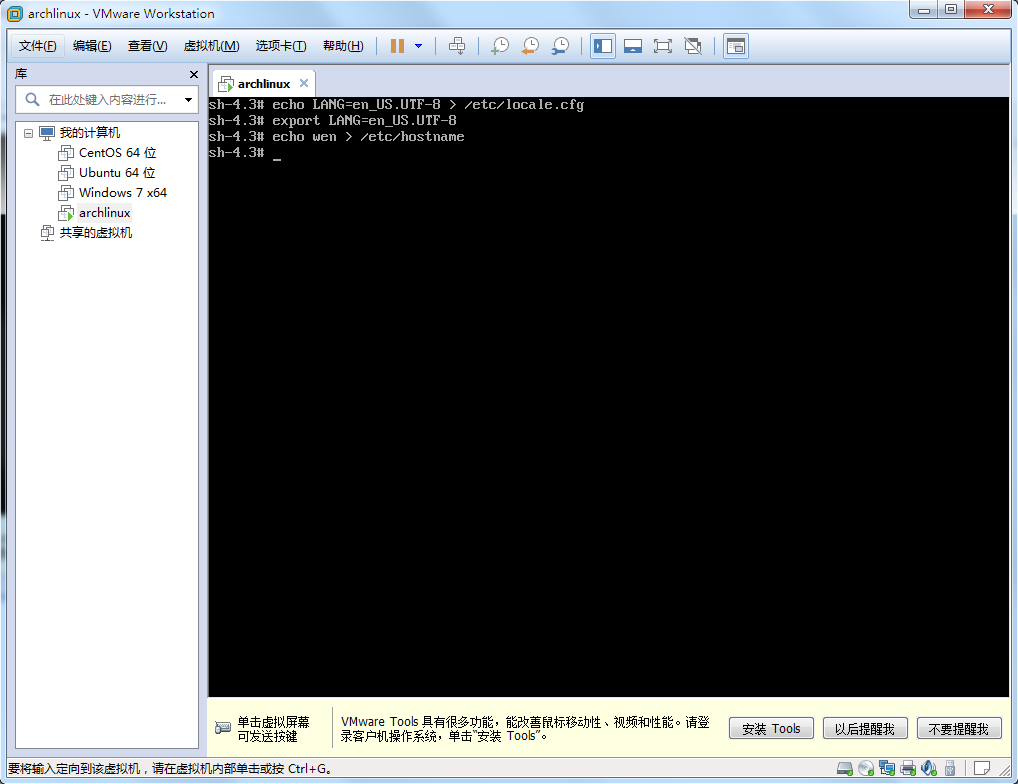 archlinux - VMware Workstation
文件(F) 编辑(E) 查看(V) 虚拟机(M) 选项卡(T) 帮助(H)
库
在此处键入内容进行...
我的计算机
CentOS 64 位
Ubuntu 64 位
Windows 7 x64
archlinux
共享的虚拟机
archlinux
sh-4.3# echo LANG=en_US.UTF-8 > /etc/locale.cfg
sh-4.3# export LANG=en_US.UTF-8
sh-4.3# echo wen > /etc/hostname
sh-4.3# _
单击虚拟屏幕
可发送按键
VMware Tools 具有很多功能，能改善鼠标移动性、视频和性能。请登
录客户机操作系统，单击“安装 Tools”。
安装 Tools 以后提醒我 不要提醒我
要将输入定向到该虚拟机，请在虚拟机内部单击或按 Ctrl+G。